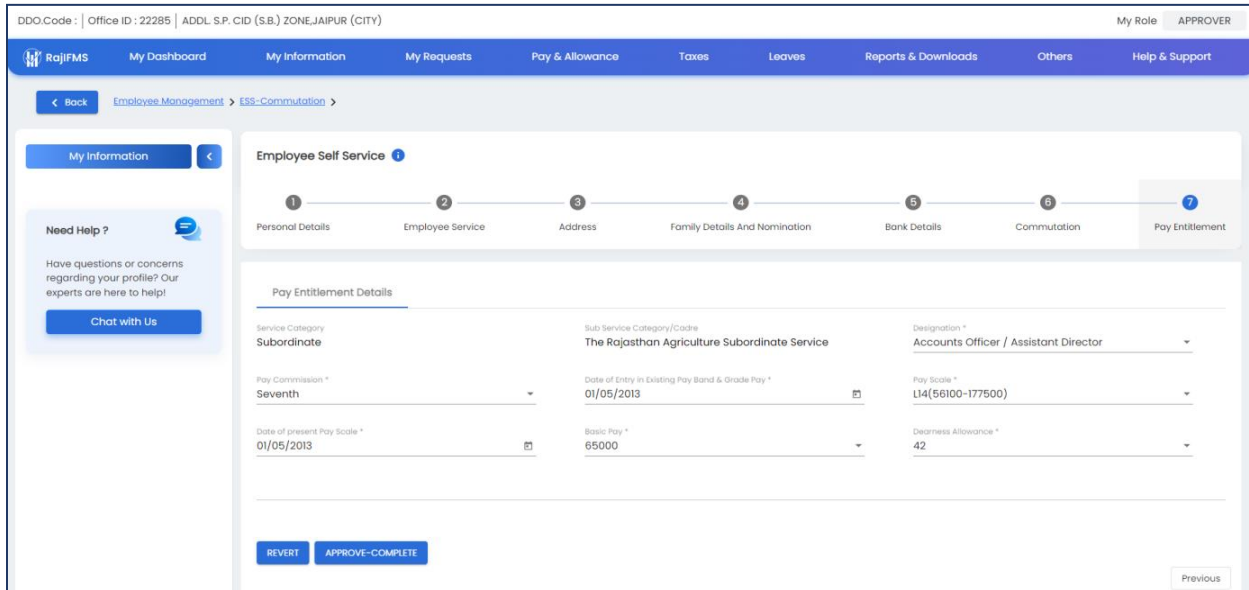 DDO.Code : | Office ID : 22285 | ADDL. S.P. CID (S.B.) ZONE,JAIPUR (CITY) My Role APPROVER
RajIFMS My Dashboard My Information My Requests Pay & Allowance Taxes Leaves Reports & Downloads Others Help & Support
Back Employee Management > ESS-Commutation >
My Information
Need Help ?
Have questions or concerns
regarding your profile? Our
experts are here to help!
Chat with Us
Employee Self Service
1 2 3 4 5 6 7
Personal Details Employee Service Address Family Details And Nomination Bank Details Commutation Pay Entitlement
Pay Entitlement Details
Service Category Sub Service Category/Cadre Designation *
Subordinate The Rajasthan Agriculture Subordinate Service Accounts Officer / Assistant Director
Pay Commission * Date of Entry in Existing Pay Band & Grade Pay * Pay Scale *
Seventh 01/05/2013 L14(56100-177500)
Date of present Pay Scale * Basic Pay * Dearness Allowance *
01/05/2013 65000 42
REVERT APPROVE-COMPLETE
Previous